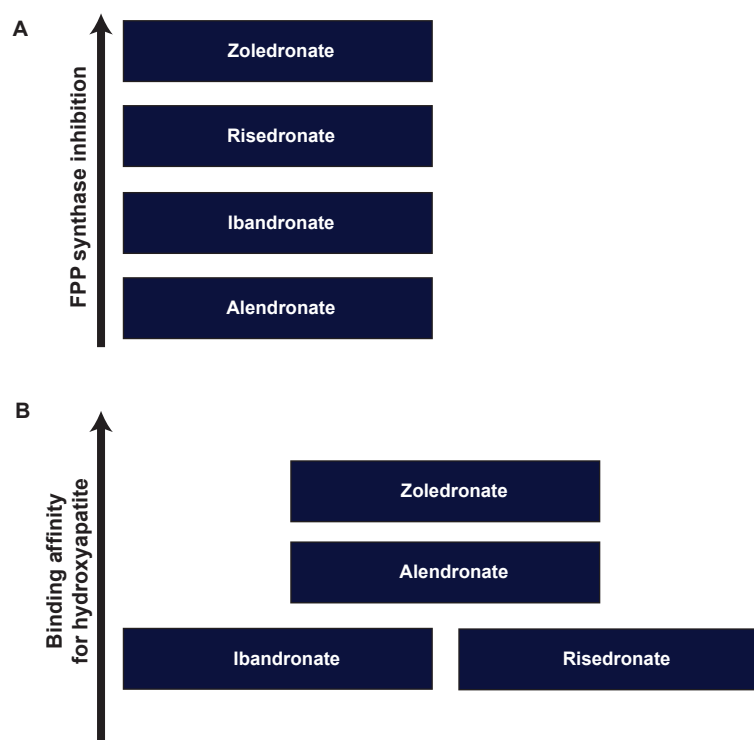 A
FPP synthase inhibition
Zoledronate
Risedronate
Ibandronate
Alendronate
B
Binding affinity
for hydroxyapatite
Zoledronate
Alendronate
Ibandronate Risedronate